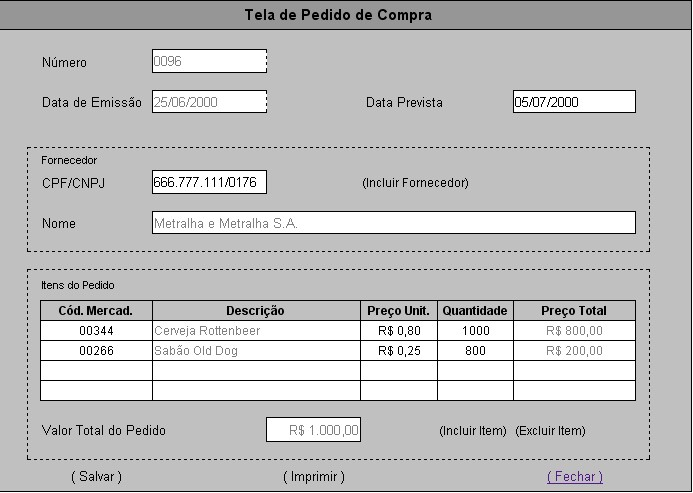 Tela de Pedido de Compra
Número 0096
Data de Emissão 25/06/2000 Data Prevista 05/07/2000
Fornecedor
CPF/CNPJ 666.777.111/0176 (Incluir Fornecedor)
Nome Metralha e Metralha S.A.
Itens do Pedido
Cód. Mercad. Descrição Preço Unit. Quantidade Preço Total
00344 Cerveja Rottenbeer R$ 0,80 1000 R$ 800,00
00266 Sabão Old Dog R$ 0,25 800 R$ 200,00
Valor Total do Pedido R$ 1.000,00 (Incluir Item) (Excluir Item)
( Salvar ) ( Imprimir ) ( Fechar )